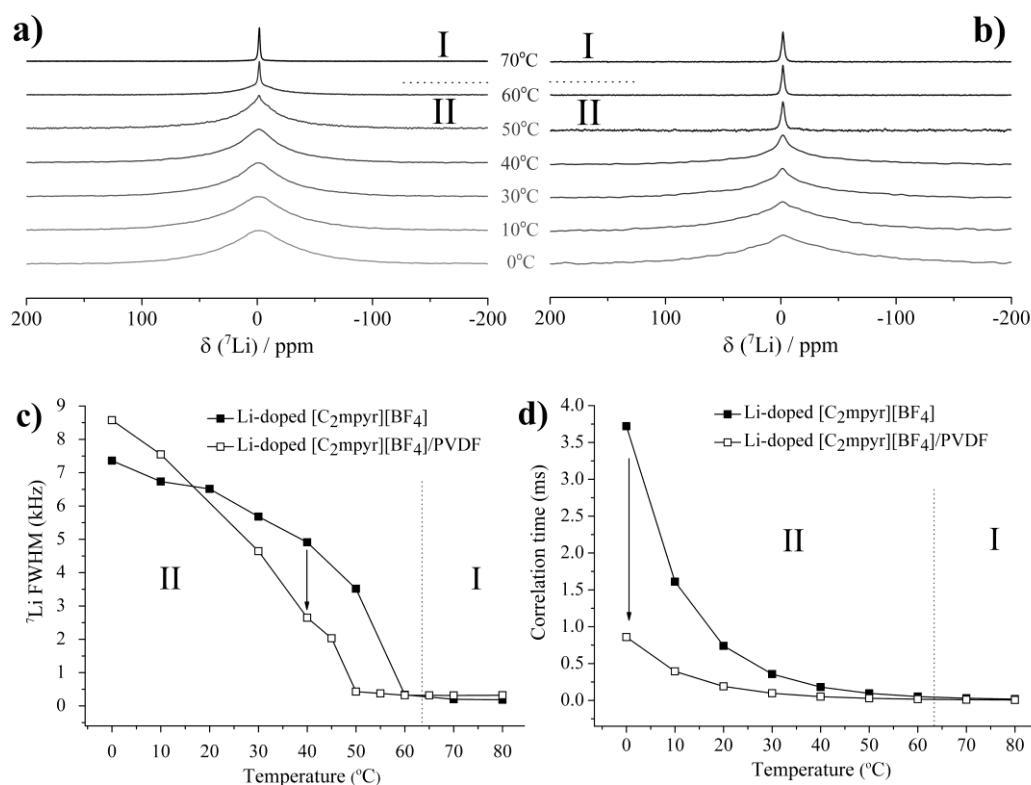 a)
I
I
b)
70°C
60°C
II
II
50°C
40°C
30°C
10°C
0°C
200 100 0 -100 -200
200 100 0 -100 -200
δ (⁷Li) / ppm
δ (⁷Li) / ppm
c)
Li-doped [C₂mpyr][BF₄]
Li-doped [C₂mpyr][BF₄]/PVDF
9
8
7
6
5
4
3
2
1
0
⁷Li FWHM (kHz)
II
I
0 10 20 30 40 50 60 70 80
Temperature (°C)
d)
Li-doped [C₂mpyr][BF₄]
Li-doped [C₂mpyr][BF₄]/PVDF
4.0
3.5
3.0
2.5
2.0
1.5
1.0
0.5
0.0
Correlation time (ms)
II
I
0 10 20 30 40 50 60 70 80
Temperature (°C)